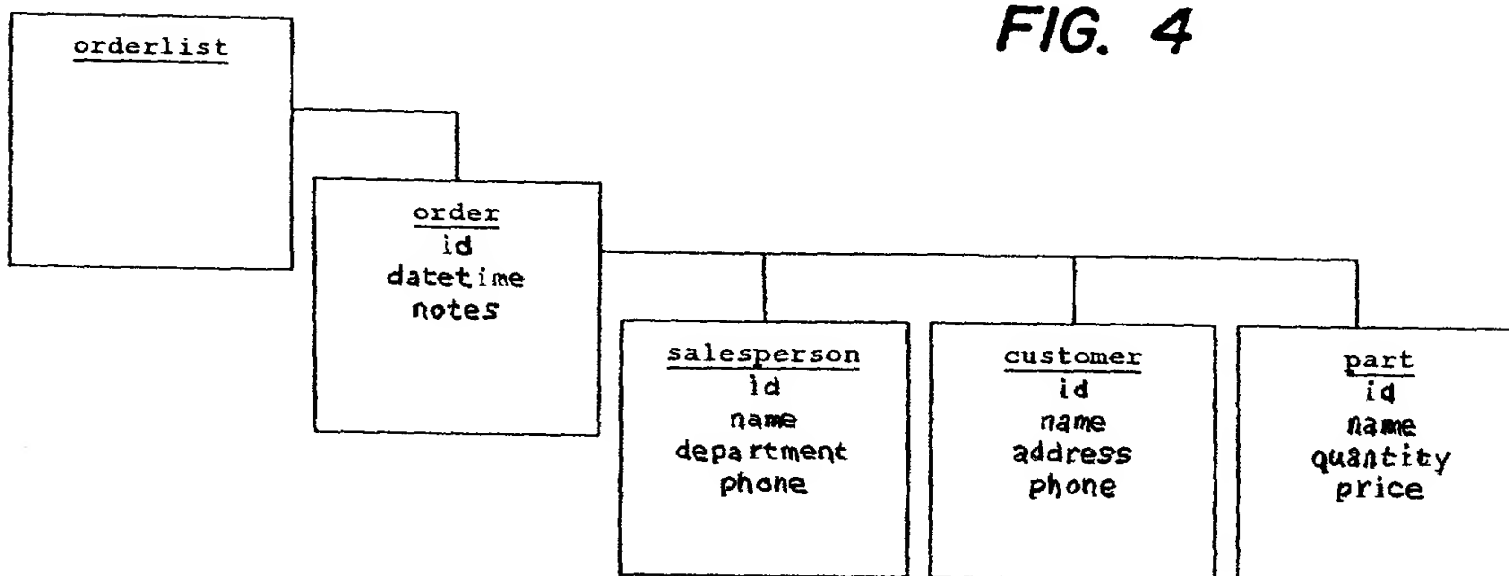 FIG. 4
orderlist
order
id
datetime
notes
salesperson
id
name
department
phone
customer
id
name
address
phone
part
id
name
quantity
price